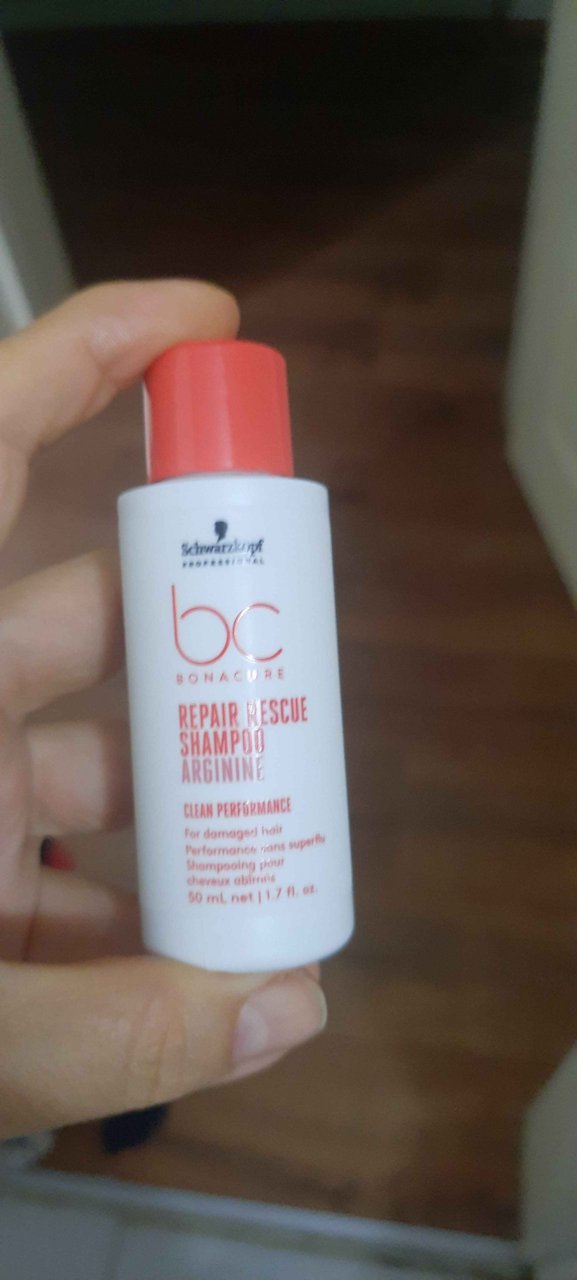 Schwarzkopf
PROFESSIONAL
bc
BONACURE
REPAIR RESCUE
SHAMPOO
ARGININE
CLEAN PERFORMANCE
For damaged hair
Performance sans superflu
Shampooing pour
cheveux abîmés
50 mL net | 1.7 fl. oz.